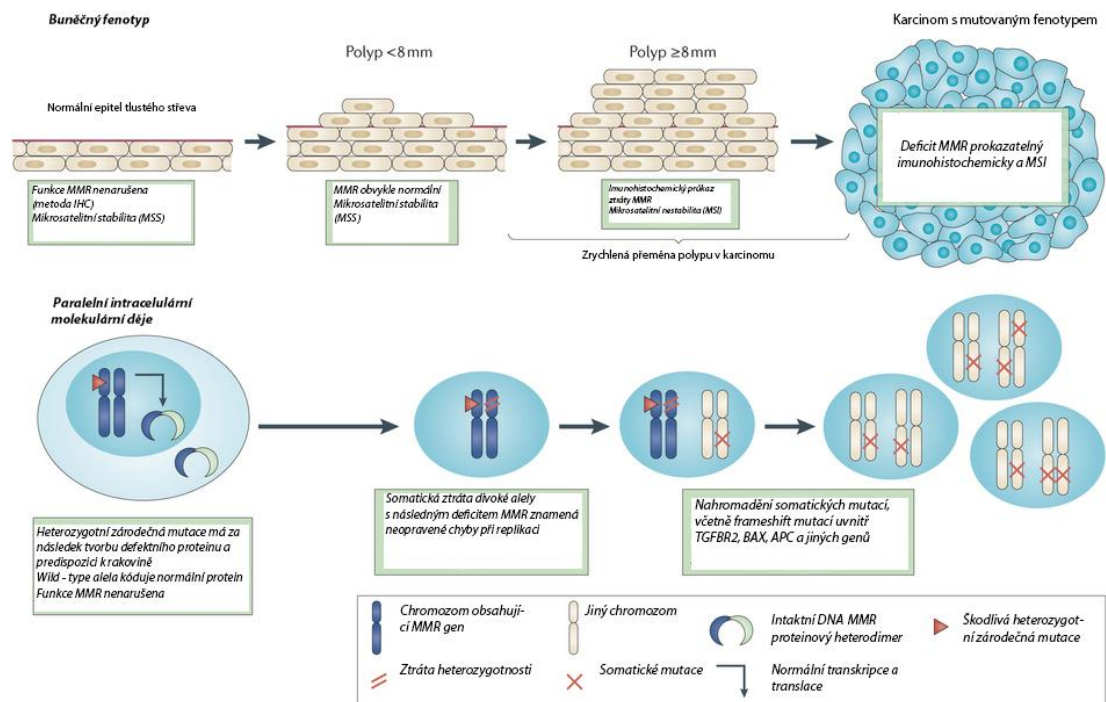 Buněčný fenotyp
Karcinom s mutovaným fenotypem
Polyp <8 mm
Polyp ≥8 mm
Normální epitel tlustého střeva
Deficit MMR prokazatelný
imunohistochemicky a MSI
Funkce MMR nenarušena
(metoda IHC)
Mikrosatelitní stabilita (MSS)
MMR obvykle normální
Mikrosatelitní stabilita
(MSS)
Imunohistochemický průkaz
ztráty MMR
Mikrosatelitní nestabilita (MSI)
Zrychlená přeměna polypu v karcinomu
Paralelní intracelulární
molekulární děje
Heterozygotní zárodečná mutace má za
následek tvorbu defektního proteinu a
predispozici k rakovině
Wild - type alela kóduje normální protein
Funkce MMR nenarušena
Somatická ztráta divoké alely
s následným deficitem MMR znamená
neopravené chyby při replikaci
Nahromadění somatických mutací,
včetně frameshift mutací uvnitř
TGFBR2, BAX, APC a jiných genů
Chromozom obsahují-
cí MMR gen
Jiný chromozom
Intaktní DNA MMR
proteinový heterodimer
Škodlivá heterozygot-
ní zárodečná mutace
Ztráta heterozygotnosti
Somatické mutace
Normální transkripce a
translace